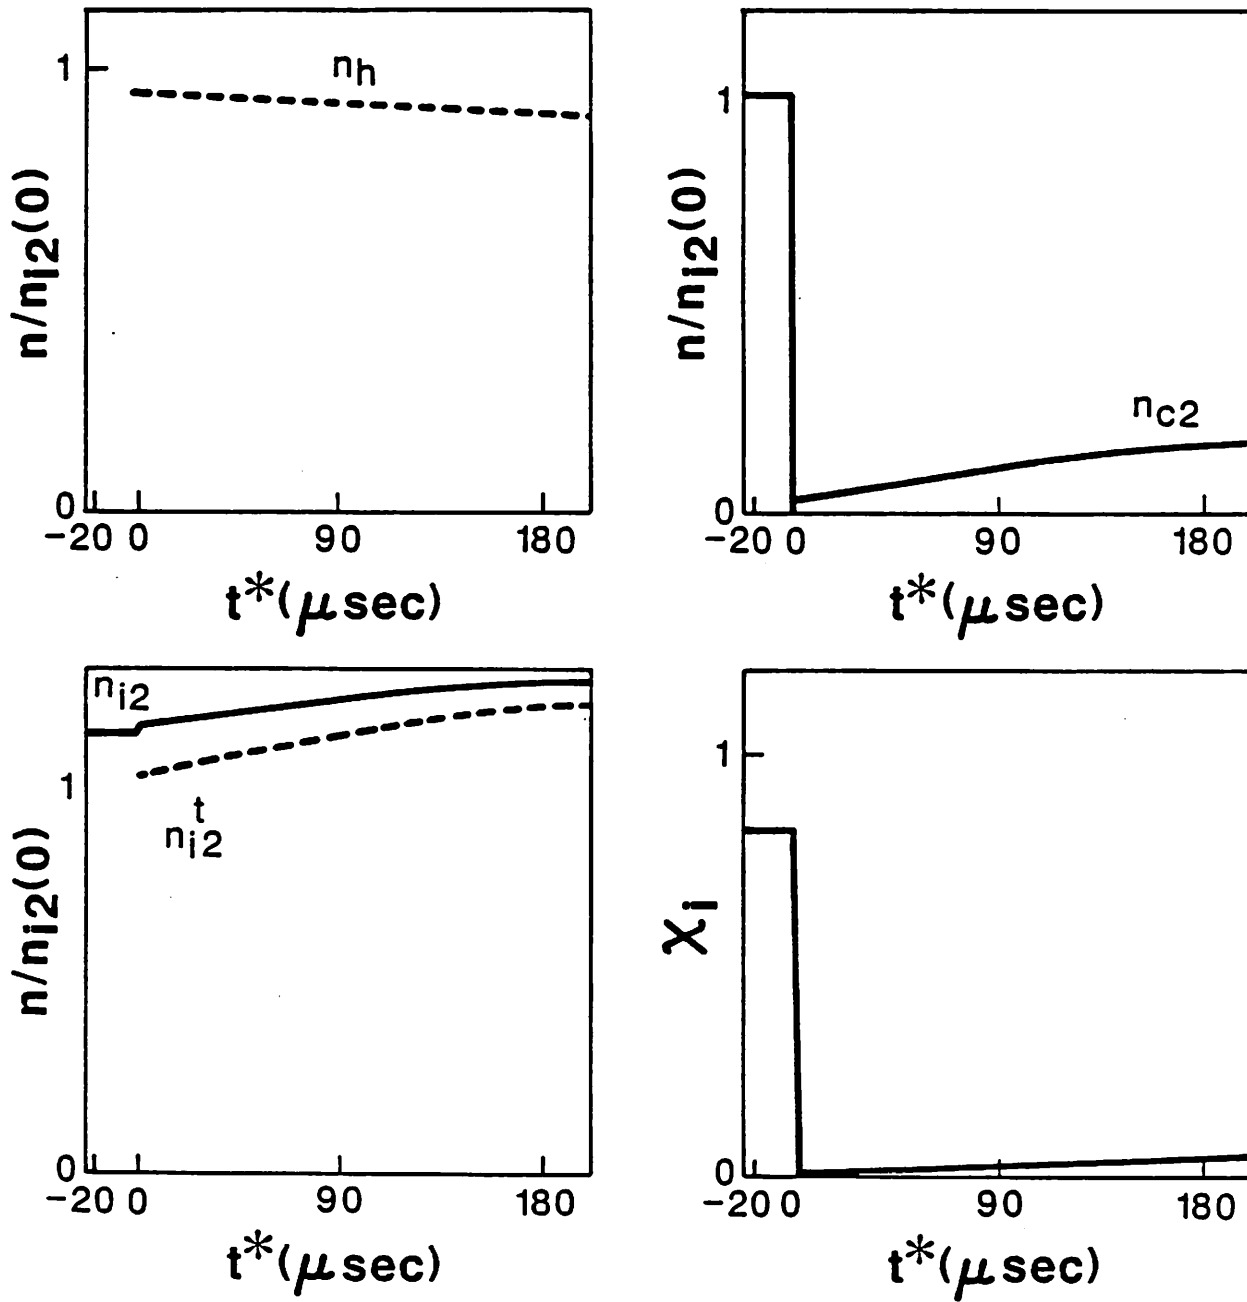 1
n_h
n/n_i2(0)
0
-20 0 90 180
t*(μsec)
1
n/n_i2(0)
n_c2
0
-20 0 90 180
t*(μsec)
n_i2
1
n^t_i2
n/n_i2(0)
0
-20 0 90 180
t*(μsec)
1
χ_i
0
-20 0 90 180
t*(μsec)